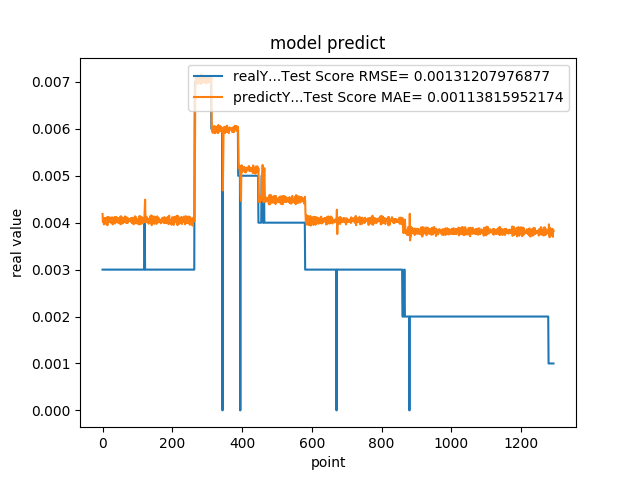 model predict
realY...Test Score RMSE= 0.00131207976877
predictY...Test Score MAE= 0.00113815952174
0.007
0.006
0.005
0.004
0.003
0.002
0.001
0.000
real value
0 200 400 600 800 1000 1200
point